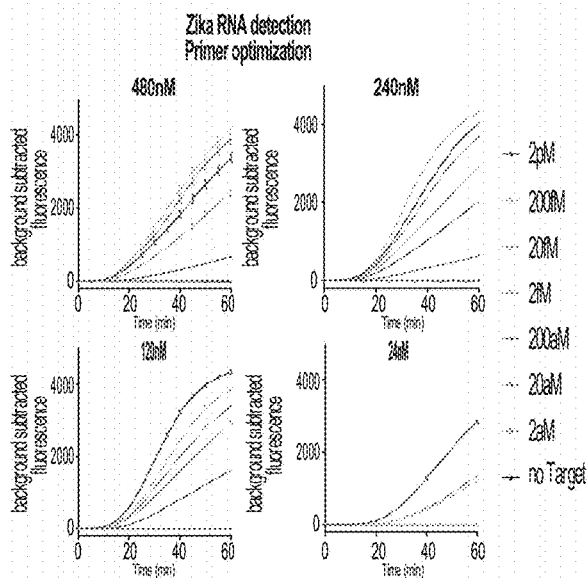 Zika RNA detection
Primer optimization
480nM
background subtracted
fluorescence
4000
2000
0
0 20 40 60
Time (min)
240nM
background subtracted
fluorescence
4000
2000
0
0 20 40 60
Time (min)
120nM
background subtracted
fluorescence
4000
2000
0
0 20 40 60
Time (min)
24nM
background subtracted
fluorescence
4000
2000
0
0 20 40 60
Time (min)
2pM
200fM
20fM
2fM
200aM
20aM
2aM
no Target